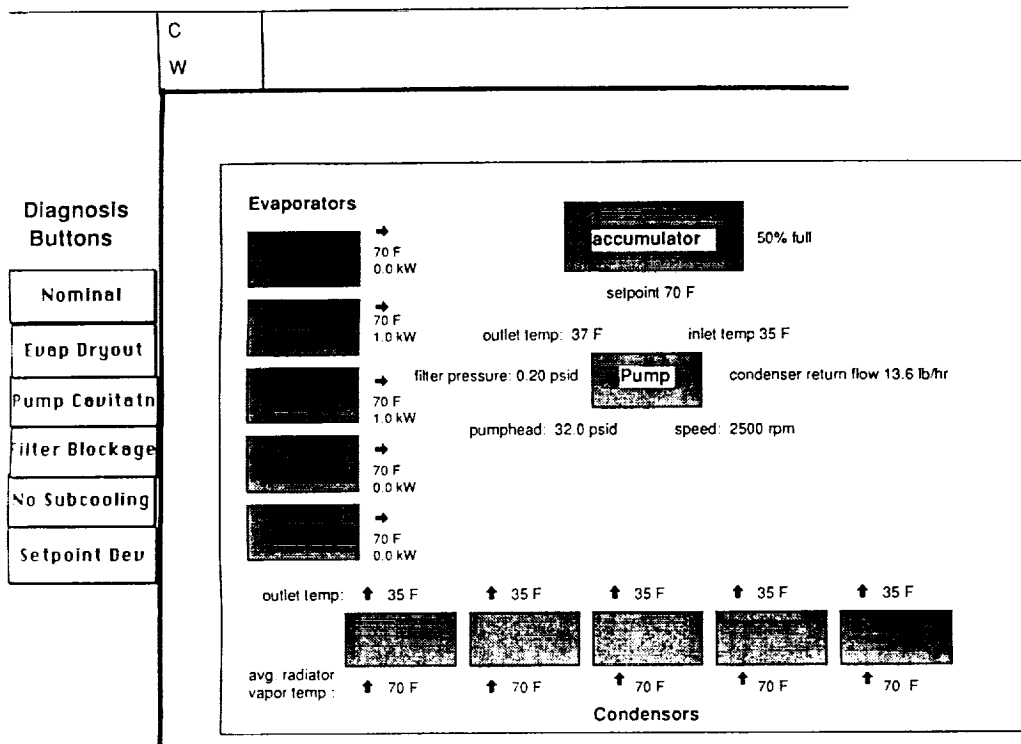 C
W
Diagnosis
Buttons
Nominal
Evap Dryout
Pump Cavitatn
Filter Blockage
No Subcooling
Setpoint Dev
Evaporators
70 F
0.0 kW
70 F
1.0 kW
70 F
1.0 kW
70 F
0.0 kW
70 F
0.0 kW
accumulator
50% full
setpoint 70 F
outlet temp: 37 F
inlet temp 35 F
filter pressure: 0.20 psid
Pump
condenser return flow 13.6 lb/hr
pumphead: 32.0 psid
speed: 2500 rpm
outlet temp: 35 F 35 F 35 F 35 F 35 F
avg. radiator
vapor temp : 70 F 70 F 70 F 70 F 70 F
Condensors